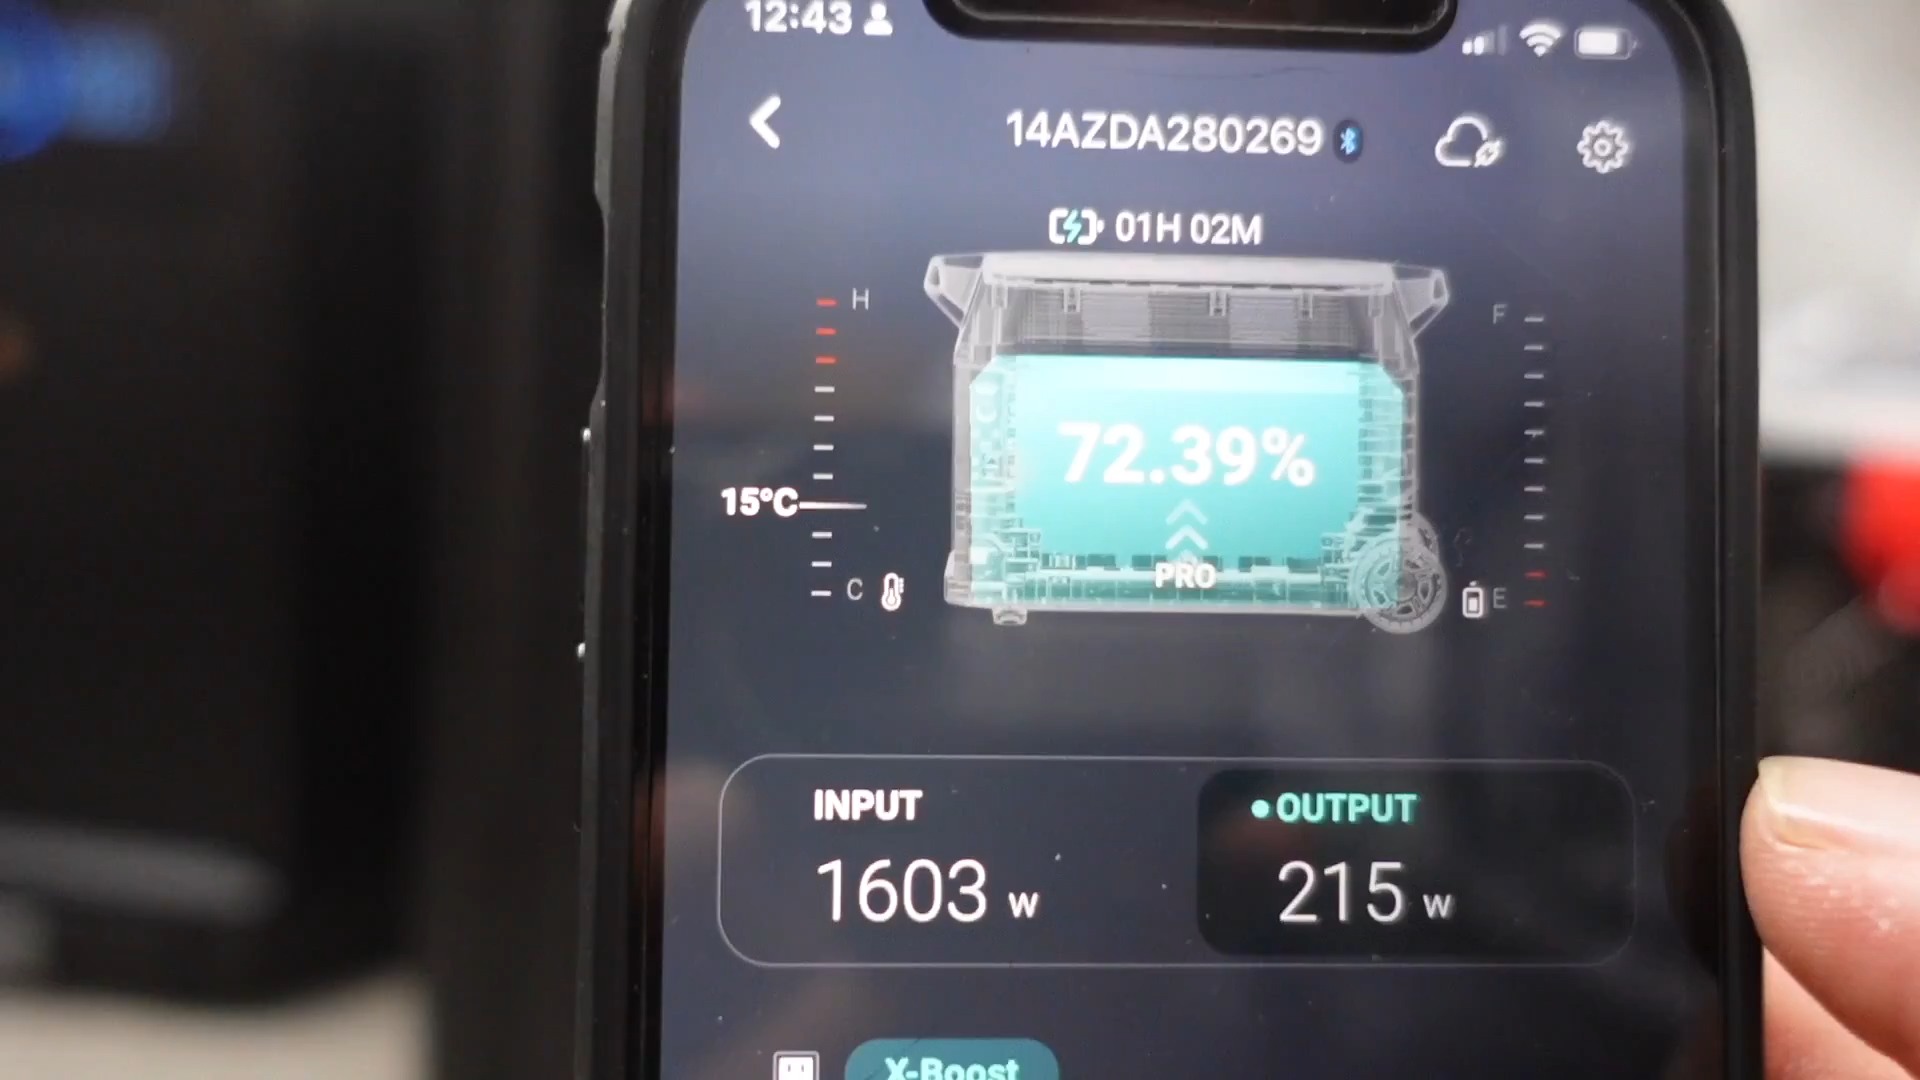 12:43
14AZDA280269
01H 02M
H
F
72.39%
15°C
PRO
C
E
INPUT
OUTPUT
1603 W
215 W
X-Boost